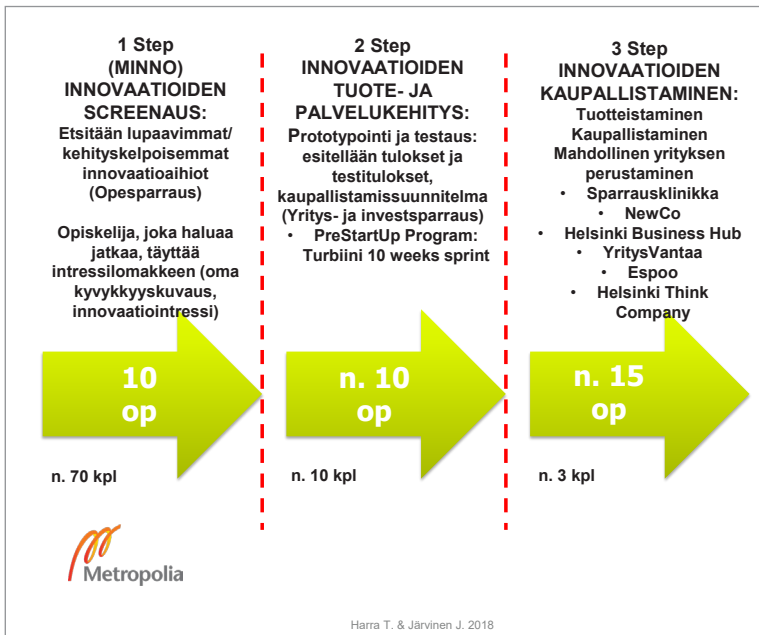 1 Step
(MINNO)
INNOVAATIOIDEN
SCREENAUS:
Etsitään lupaavimmat/
kehityskelpoisemmat
innovaatioaihiot
(Opesparraus)
Opiskelija, joka haluaa
jatkaa, täyttää
intressilomakkeen (oma
kyvykkyyskuvaus,
innovaatiointressi)
10
op
n. 70 kpl
2 Step
INNOVAATIOIDEN
TUOTE- JA
PALVELUKEHITYS:
Prototypointi ja testaus:
esitellään tulokset ja
testitulokset,
kaupallistamissuunnitelma
(Yritys- ja investsparraus)
• PreStartUp Program:
Turbiini 10 weeks sprint
n. 10
op
n. 10 kpl
3 Step
INNOVAATIOIDEN
KAUPALLISTAMINEN:
Tuotteistaminen
Kaupallistaminen
Mahdollinen yrityksen
perustaminen
• Sparrausklinikka
• NewCo
• Helsinki Business Hub
• YritysVantaa
• Espoo
• Helsinki Think
Company
n. 15
op
n. 3 kpl
Metropolia
Harra T. & Järvinen J. 2018